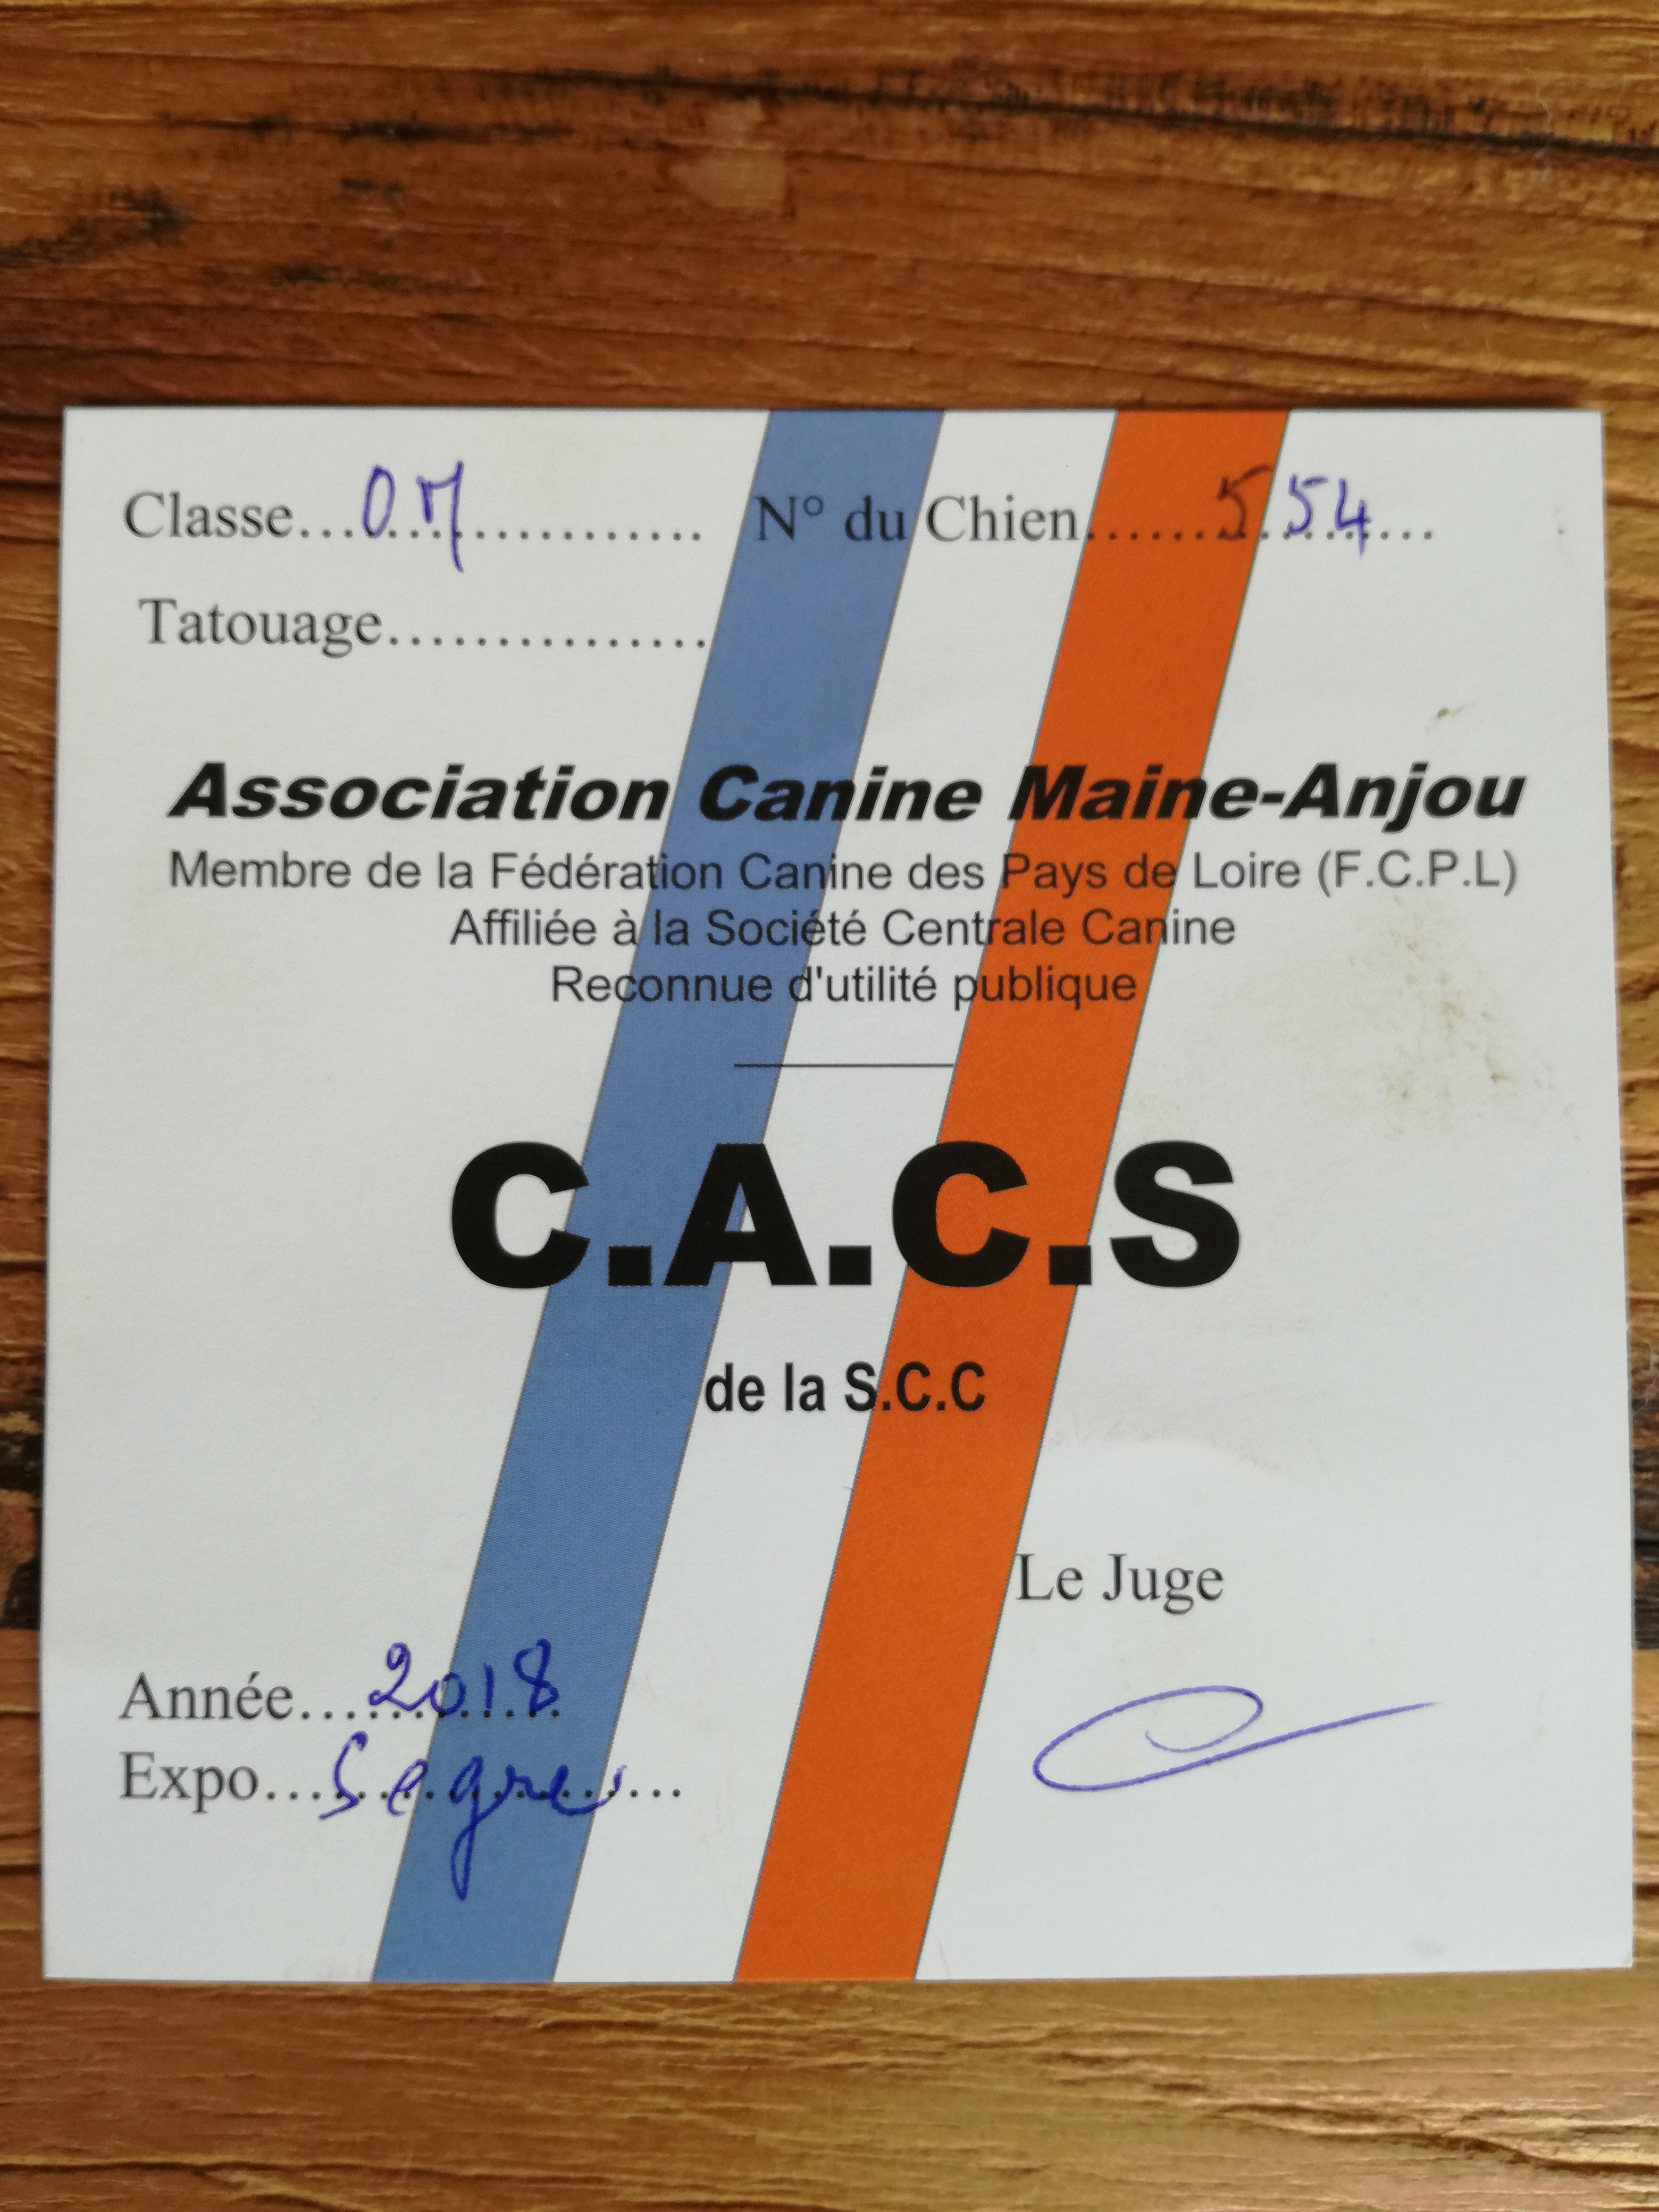 Classe...OM................. N° du Chien......554...
Tatouage...............
Association Canine Maine-Anjou
Membre de la Fédération Canine des Pays de Loire (F.C.P.L)
Affiliée à la Société Centrale Canine
Reconnue d'utilité publique
C.A.C.S
de la S.C.C
Le Juge
Année...2018
Expo...Segré...